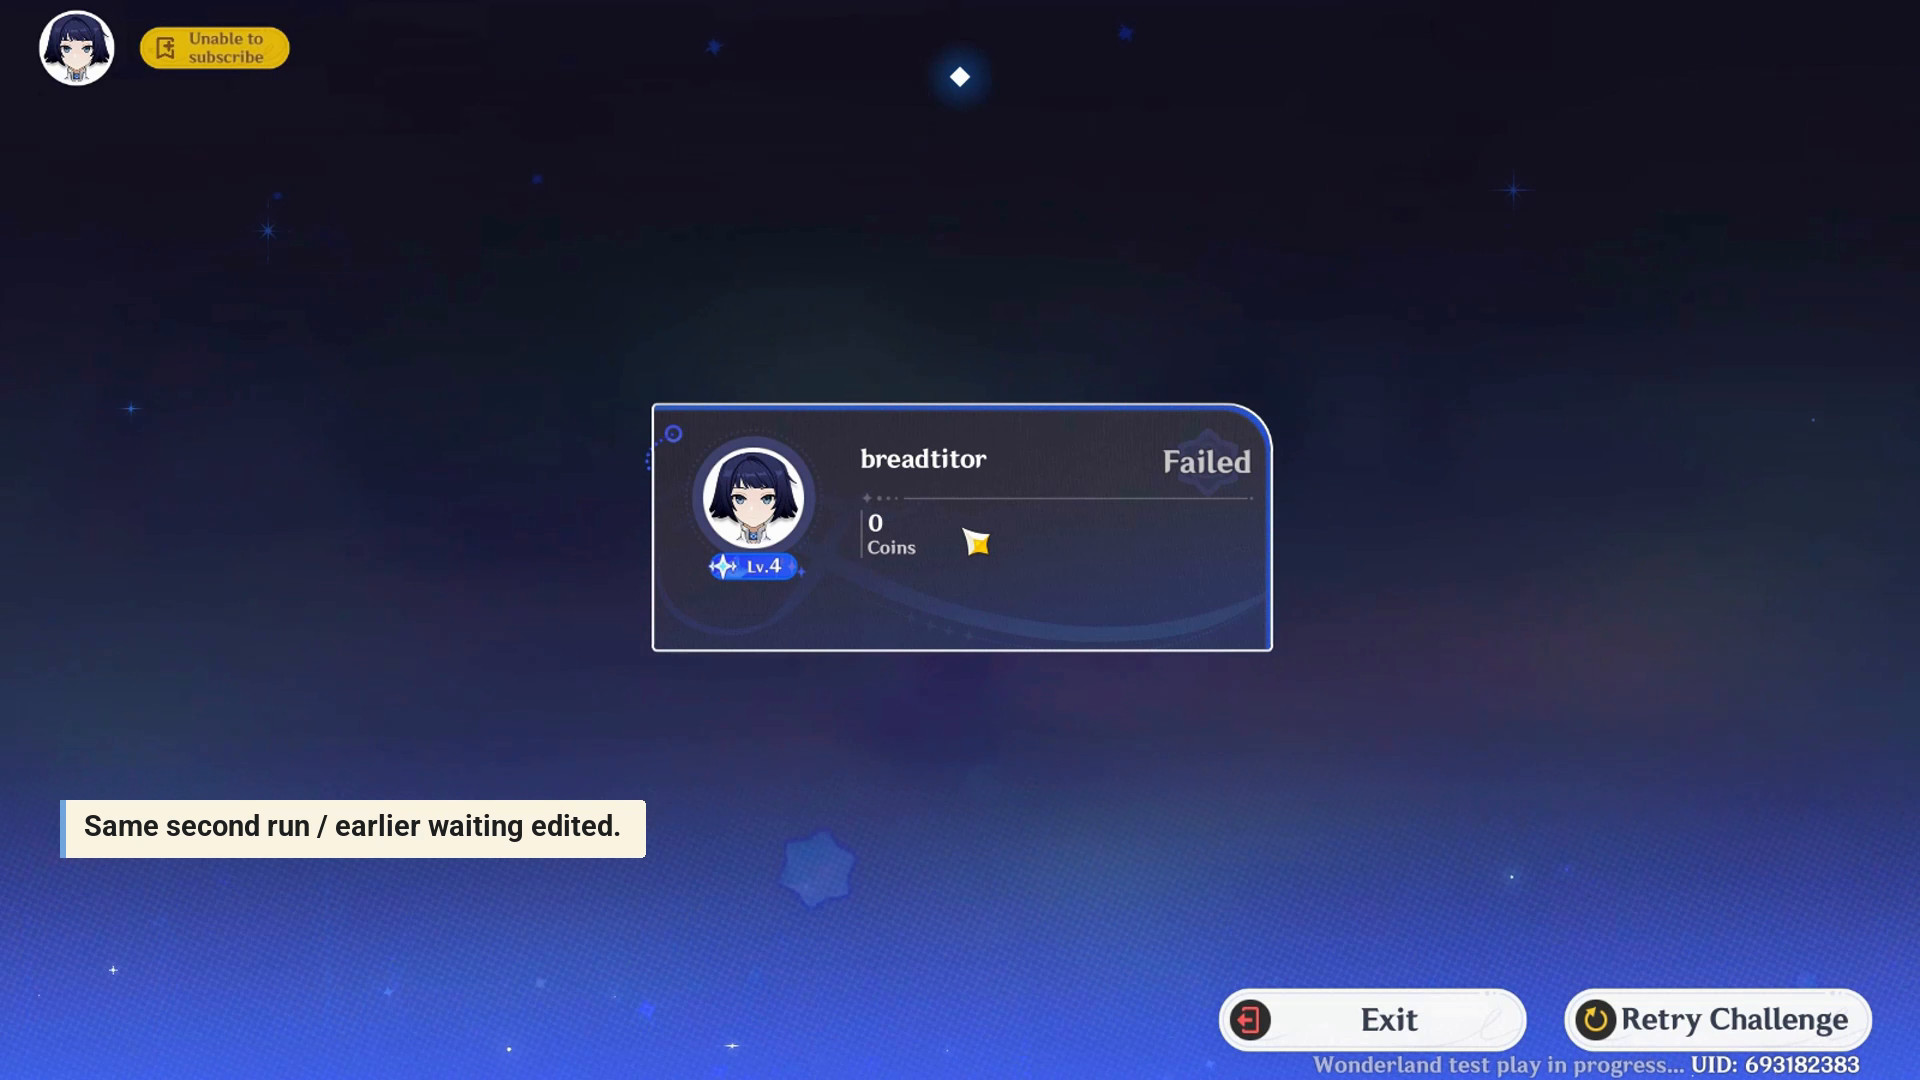 Unable to
subscribe
breadtitor
Failed
0
Coins
Lv.4
Same second run / earlier waiting edited.
Exit
Retry Challenge
Wonderland test play in progress... UID: 693182383